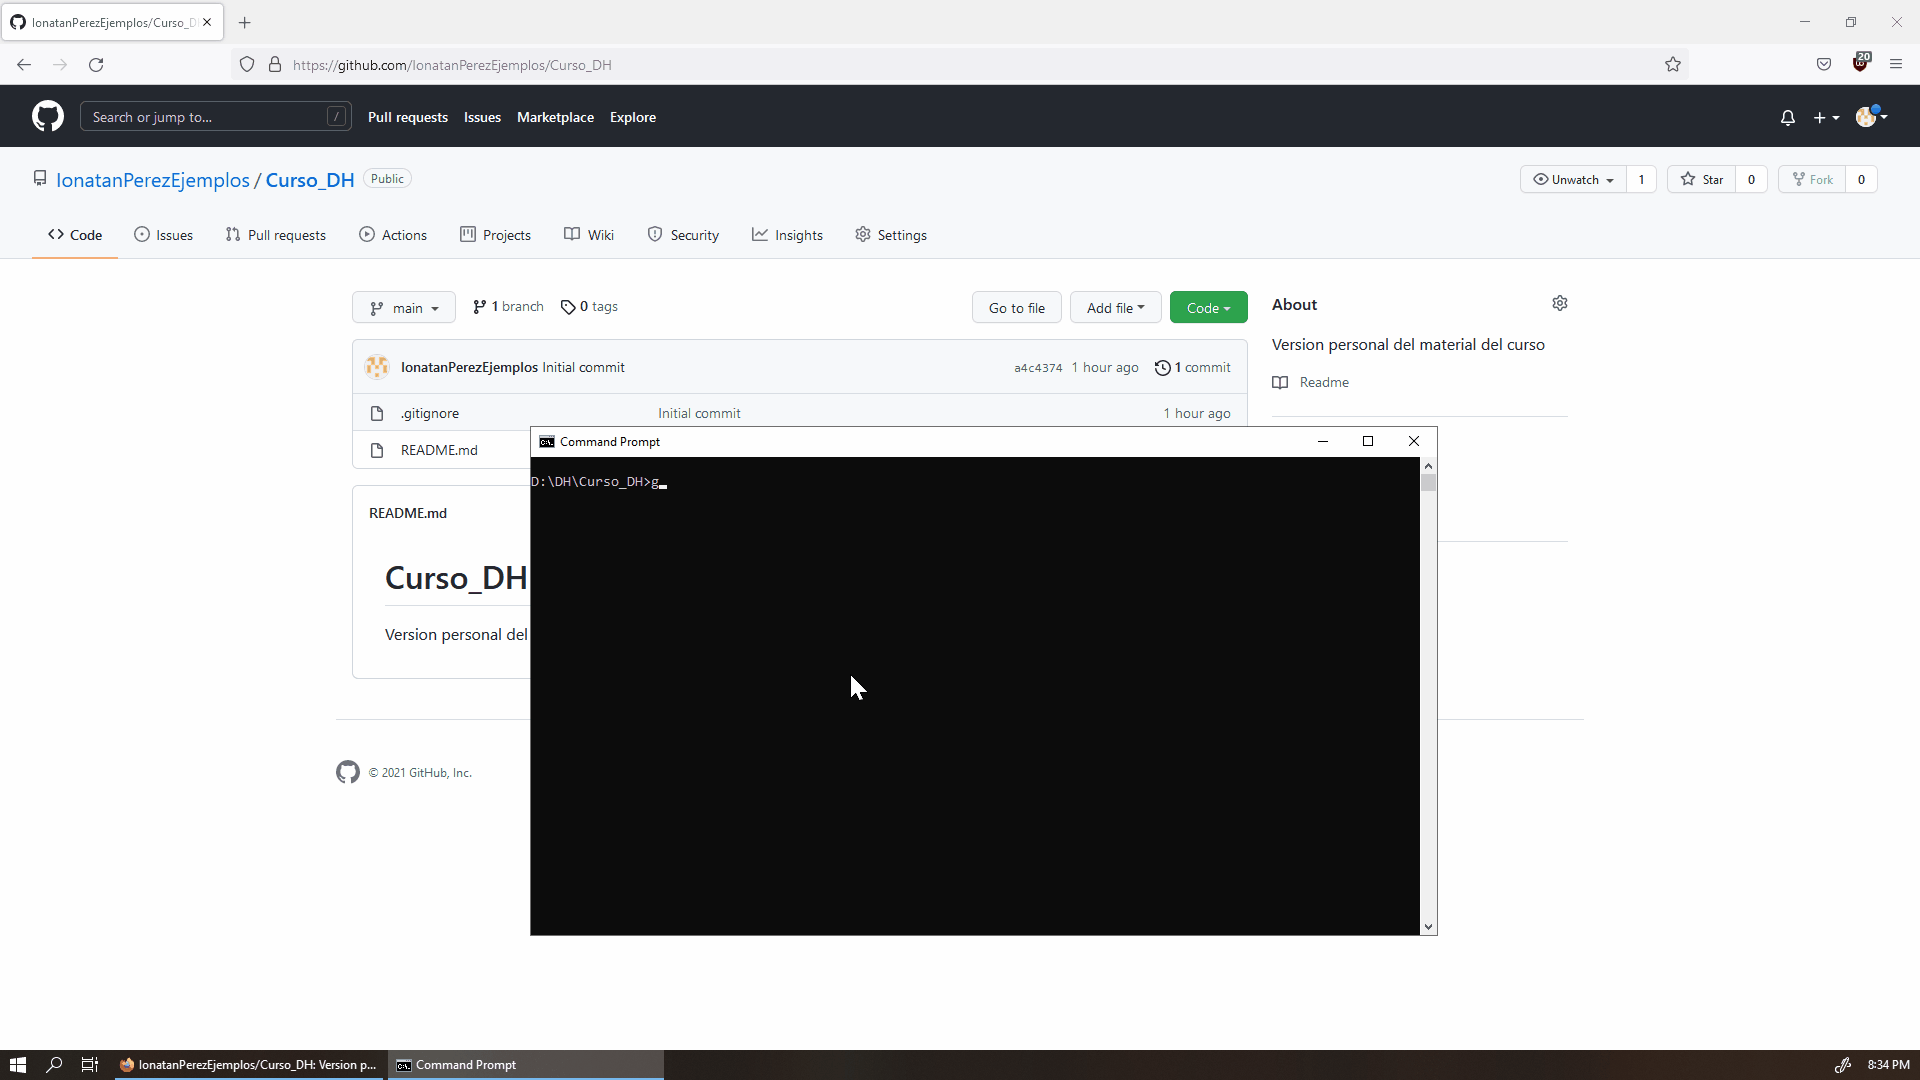 IonatanPerezEjemplos/Curso_D
https://github.com/IonatanPerezEjemplos/Curso_DH
20
Search or jump to... /
Pull requests Issues Marketplace Explore
IonatanPerezEjemplos / Curso_DH Public
Unwatch 1 Star 0 Fork 0
Code Issues Pull requests Actions Projects Wiki Security Insights Settings
main 1 branch 0 tags Go to file Add file Code
IonatanPerezEjemplos Initial commit a4c4374 1 hour ago 1 commit
.gitignore Initial commit 1 hour ago
README.md
About
Version personal del material del curso
Readme
Command Prompt
D:\DH\Curso_DH>g
README.md
Curso_DH
Version personal del
© 2021 GitHub, Inc.
IonatanPerezEjemplos/Curso_DH: Version p... Command Prompt 8:34 PM